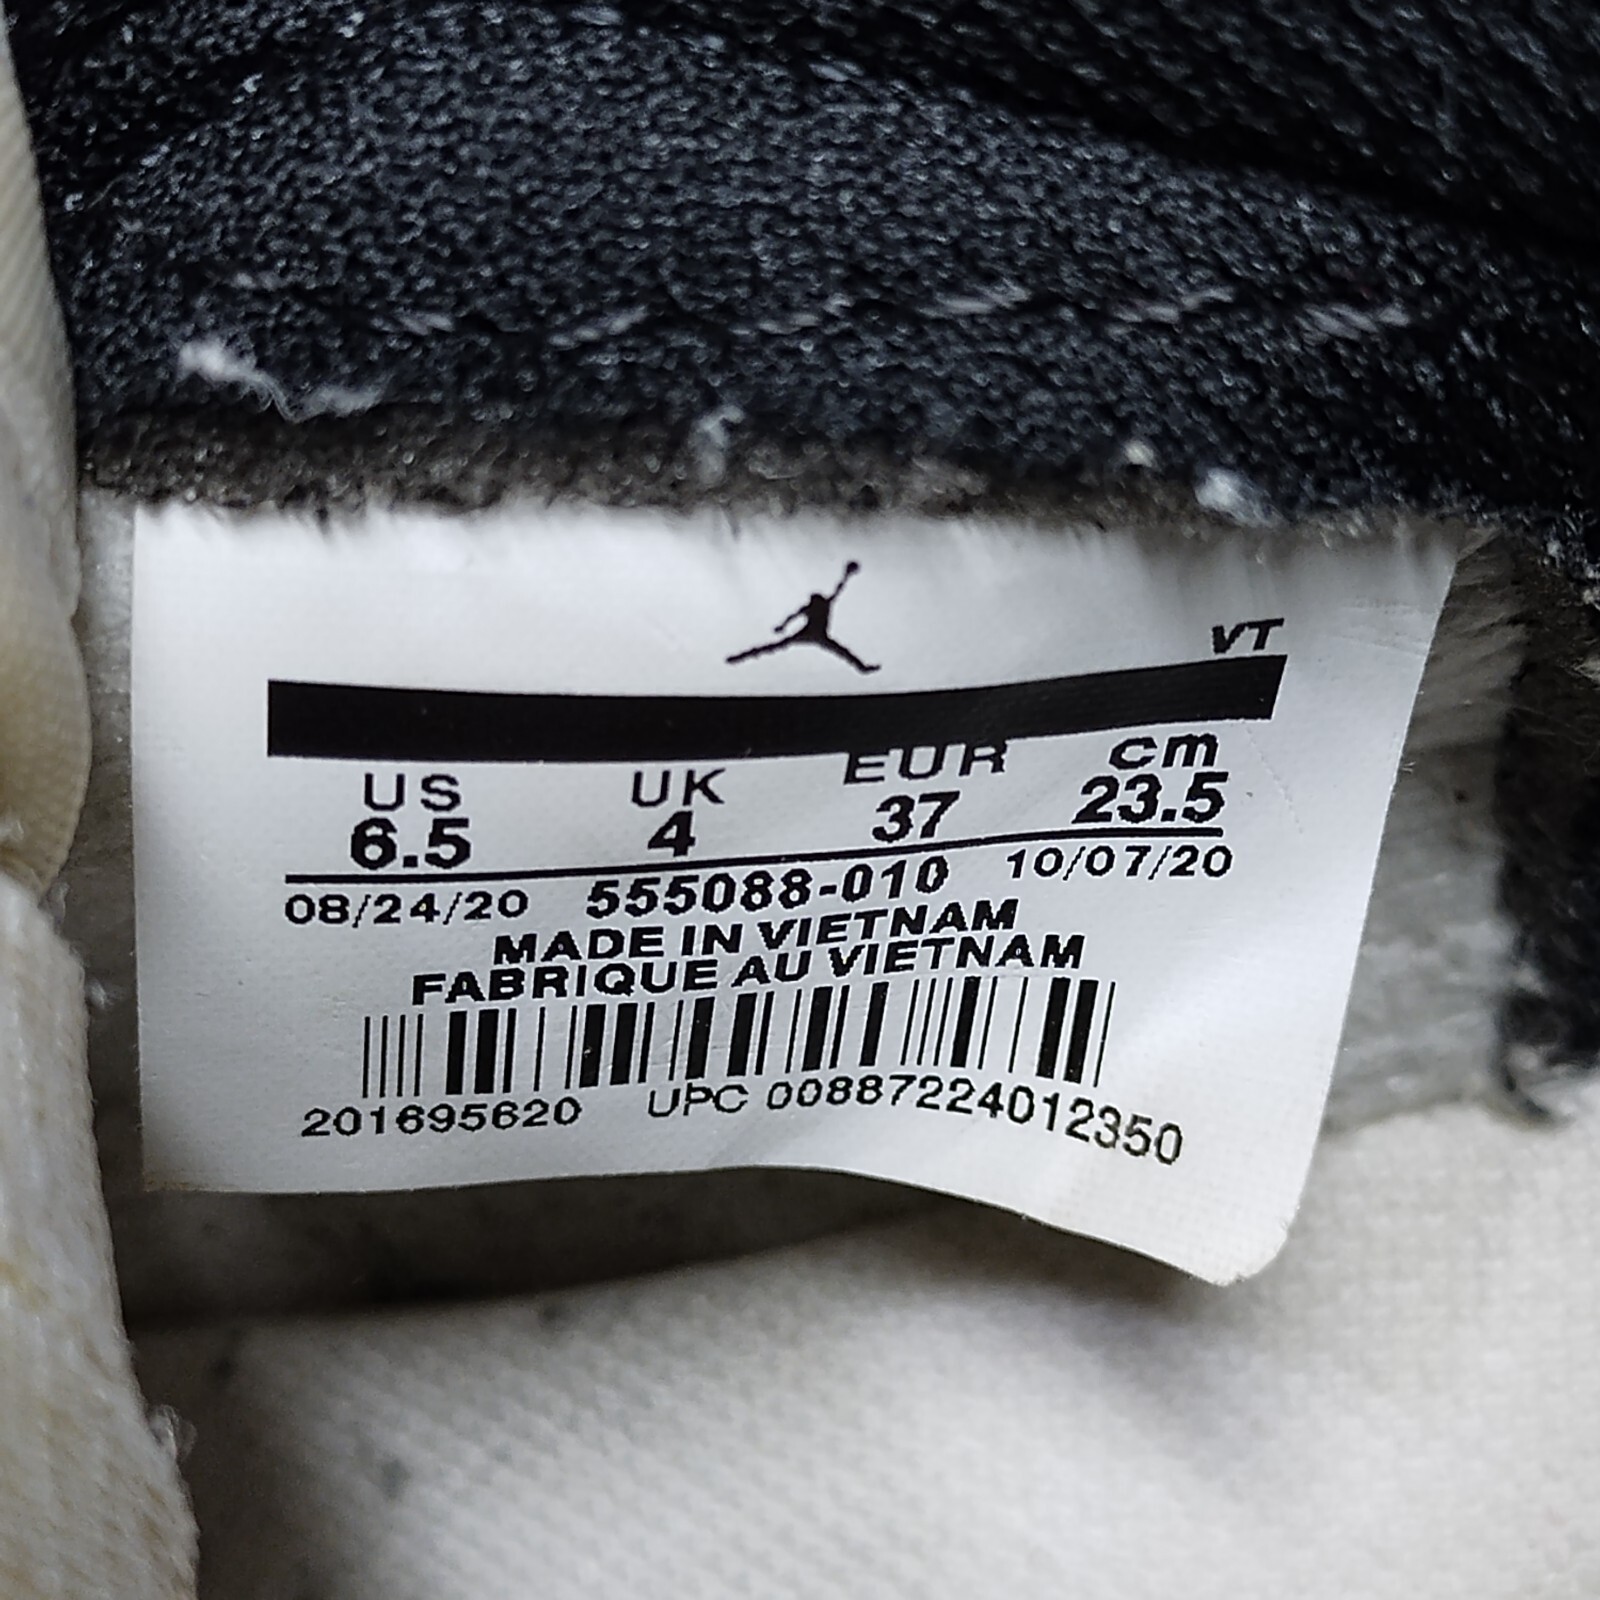 VT
US UK EUR cm
6.5 4 37 23.5
08/24/20 555088-010 10/07/20
MADE IN VIETNAM
FABRIQUE AU VIETNAM
201695620 UPC 00887224012350